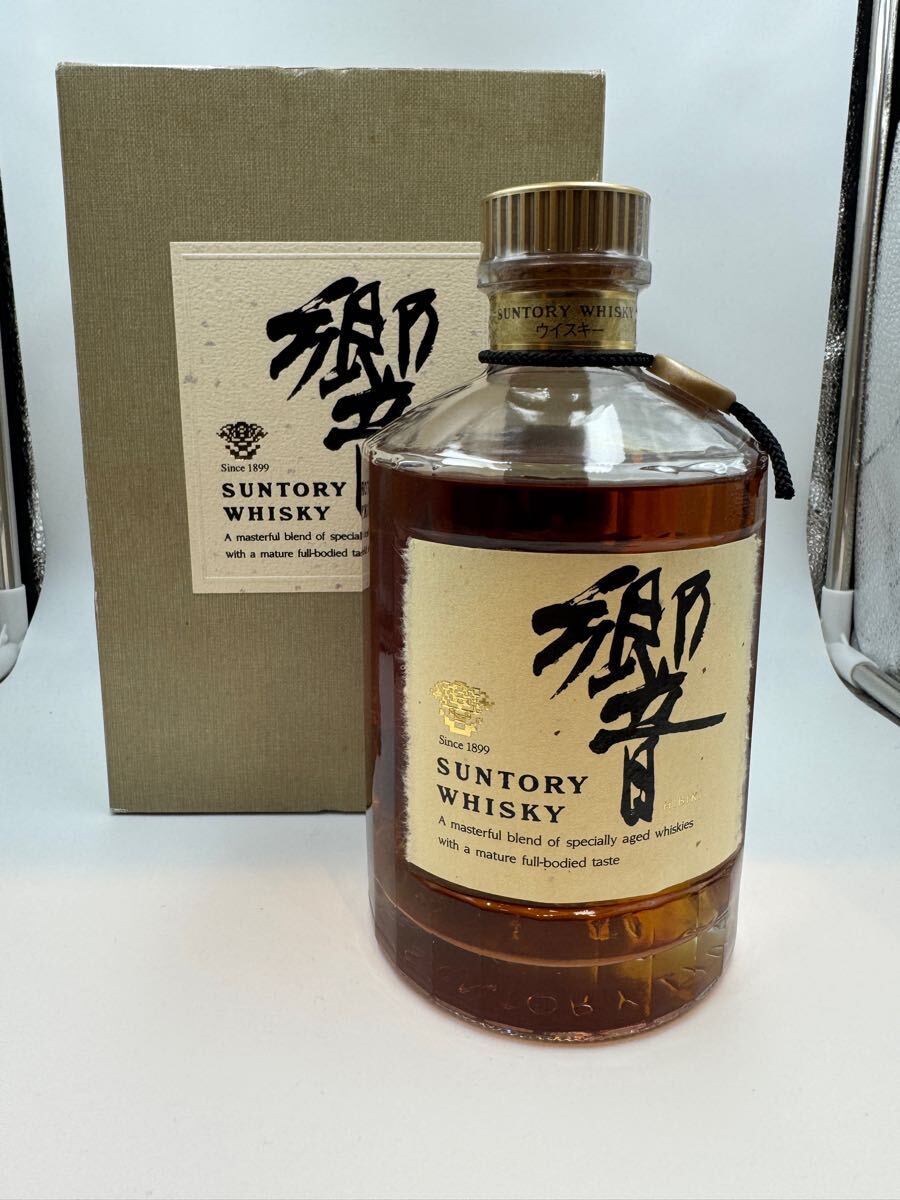 響
Since 1899
SUNTORY
WHISKY
A masterful blend of special
with a mature full-bodied
SUNTORY WHISKY
ウイスキー
響
Since 1899
SUNTORY
WHISKY
HIBIKI
A masterful blend of specially aged whiskies
with a mature full-bodied taste